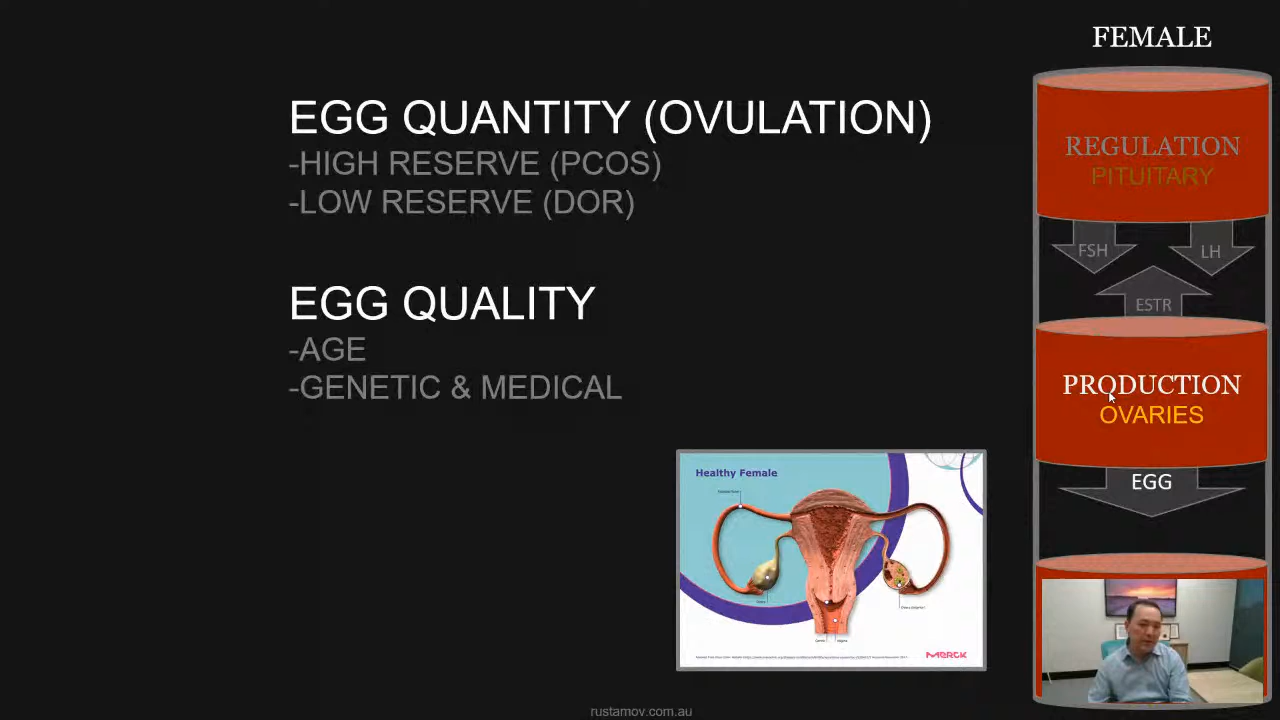 FEMALE
EGG QUANTITY (OVULATION)
-HIGH RESERVE (PCOS)
-LOW RESERVE (DOR)
EGG QUALITY
-AGE
-GENETIC & MEDICAL
REGULATION
PITUITARY
FSH
LH
ESTR
PRODUCTION
OVARIES
EGG
Healthy Female
MERCK
rustamov.com.au